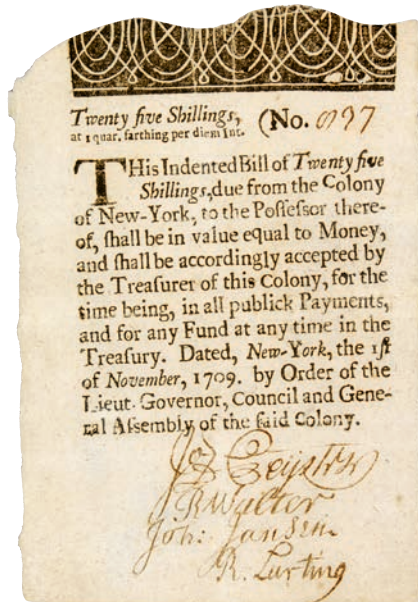 Twenty five Shillings, (No. 0997
at 1 quar. farthing per diem Int.
THis Indented Bill of Twenty five
Shillings, due from the Colony
of New-York, to the Poſſeſſor there-
of, ſhall be in value equal to Money,
and ſhall be accordingly accepted by
the Treaſurer of this Colony, for the
time being, in all publick Payments,
and for any Fund at any time in the
Treaſury. Dated, New-York, the 1ſt
of November, 1709. by Order of the
Lieut. Governor, Council and Gene-
ral Aſſembly of the ſaid Colony.
RWalter
Joh: Janſen
R. Lurting